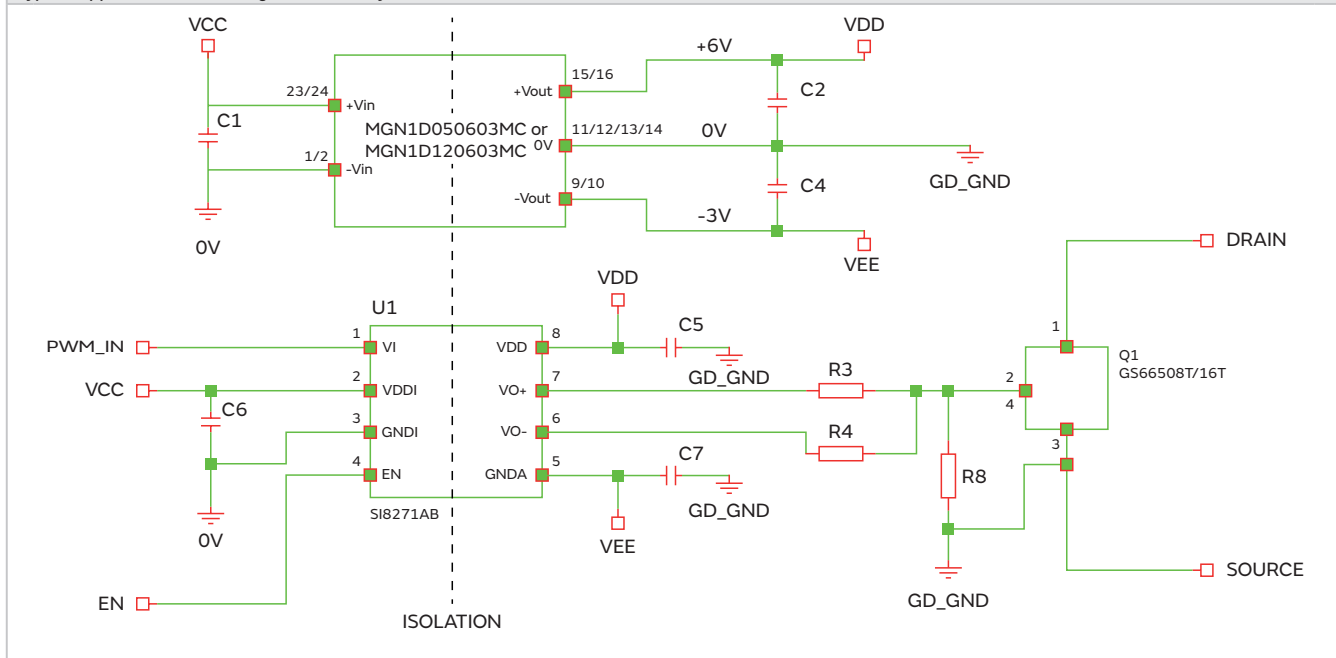 VCC
VDD
+6V
15/16
23/24
+Vout
C2
+Vin
C1
MGN1D050603MC or
MGN1D120603MC
11/12/13/14
0V
0V
1/2
-Vin
GD_GND
9/10
C4
-Vout
-3V
0V
VEE
DRAIN
VDD
U1
C5
1
8
1
PWM_IN
VI
VDD
Q1
GS66508T/16T
GD_GND
R3
2
7
2
VCC
VDDI
VO+
4
C6
3
6
R4
GNDI
VO-
3
4
5
C7
EN
GNDA
R8
SI8271AB
GD_GND
0V
VEE
SOURCE
EN
GD_GND
ISOLATION